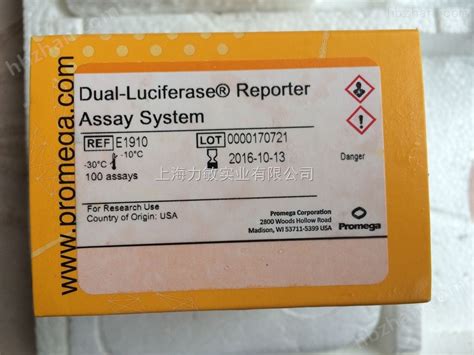 www.promega.com
Dual-Luciferase® Reporter
Assay System
REF E1910
LOT 0000170721
-30°C -10°C
2016-10-13
100 assays
Danger
上海力敏实业有限公司
For Research Use
Country of Origin: USA
Promega Corporation
2800 Woods Hollow Road
Madison, WI 53711-5399 USA
Promega